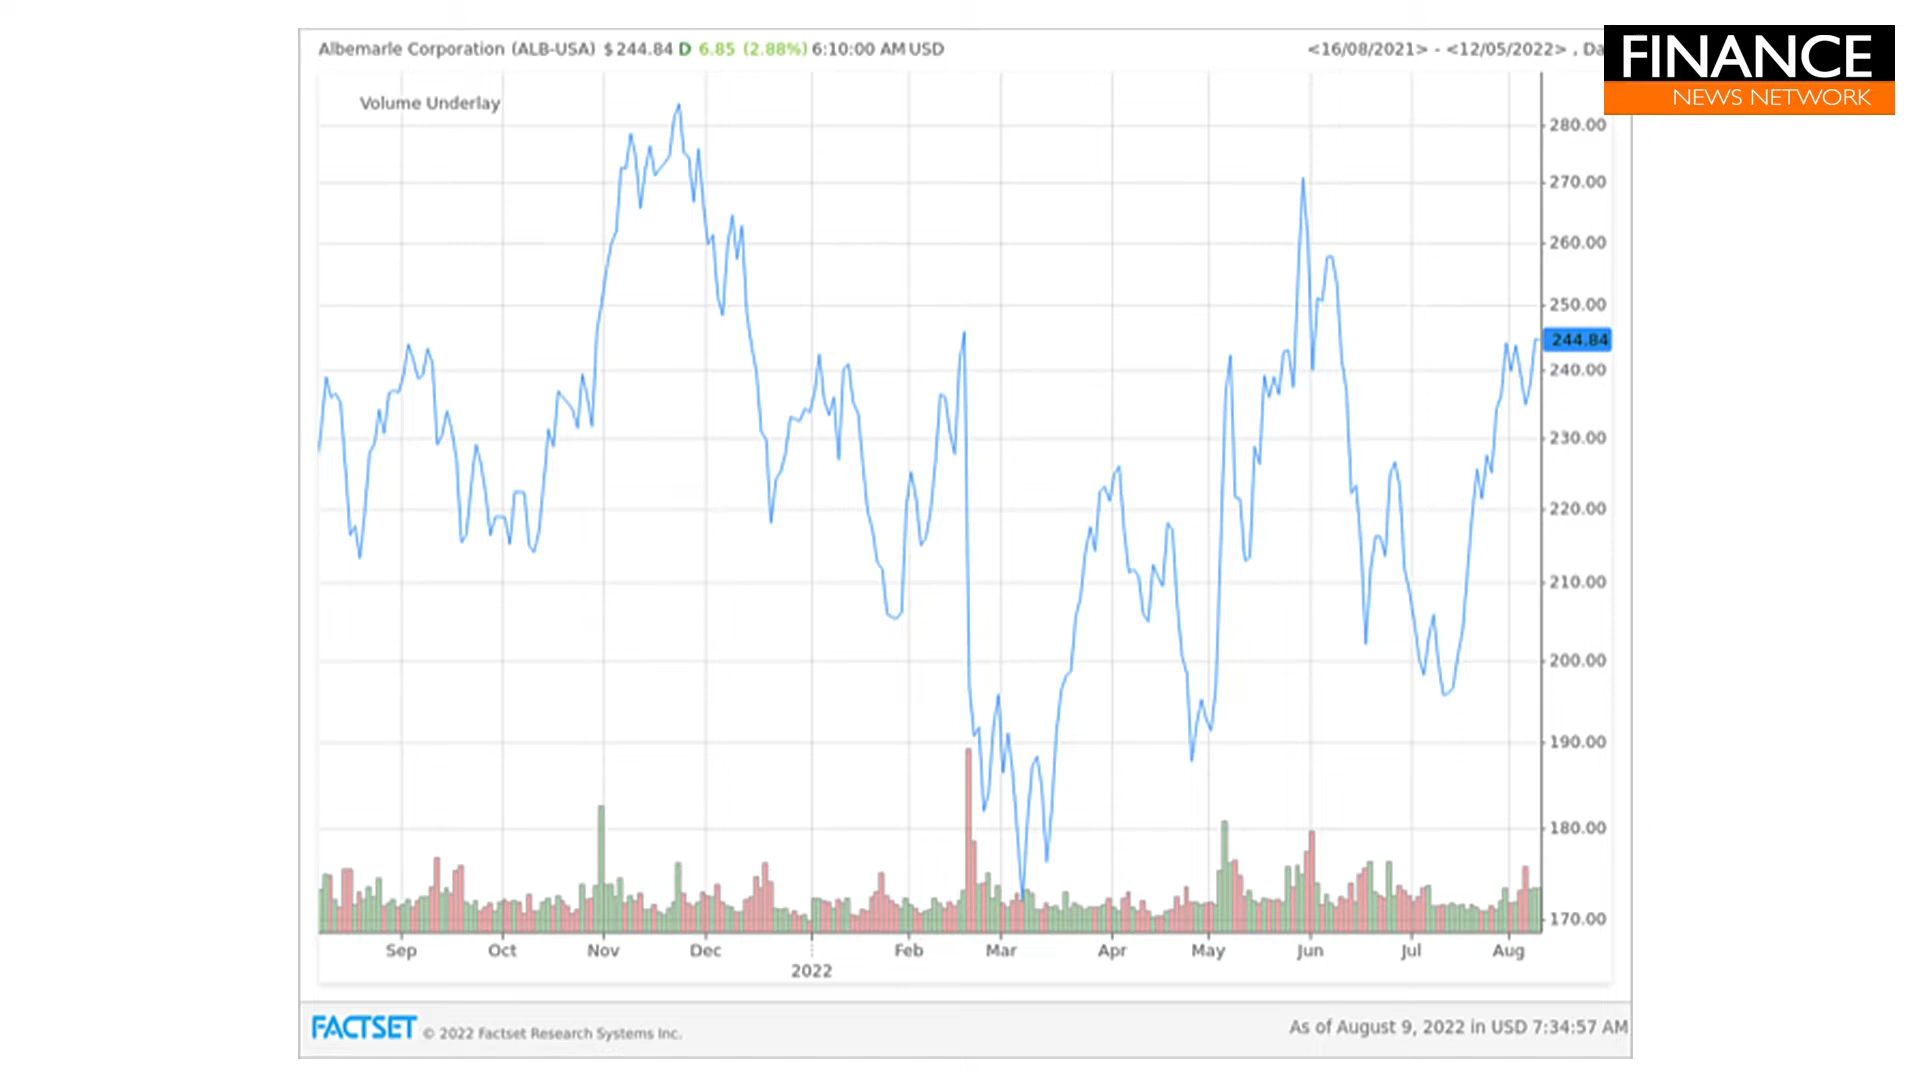 Albemarle Corporation (ALB-USA) $244.84 D 6.85 (2.88%) 6:10:00 AM USD
<16/08/2021> - <12/05/2022> ,
FINANCE
NEWS NETWORK
Volume Underlay
280.00
270.00
260.00
250.00
244.84
240.00
230.00
220.00
210.00
200.00
190.00
180.00
170.00
Sep Oct Nov Dec Feb Mar Apr May Jun Jul Aug
2022
FACTSET © 2022 Factset Research Systems Inc.
As of August 9, 2022 in USD 7:34:57 AM